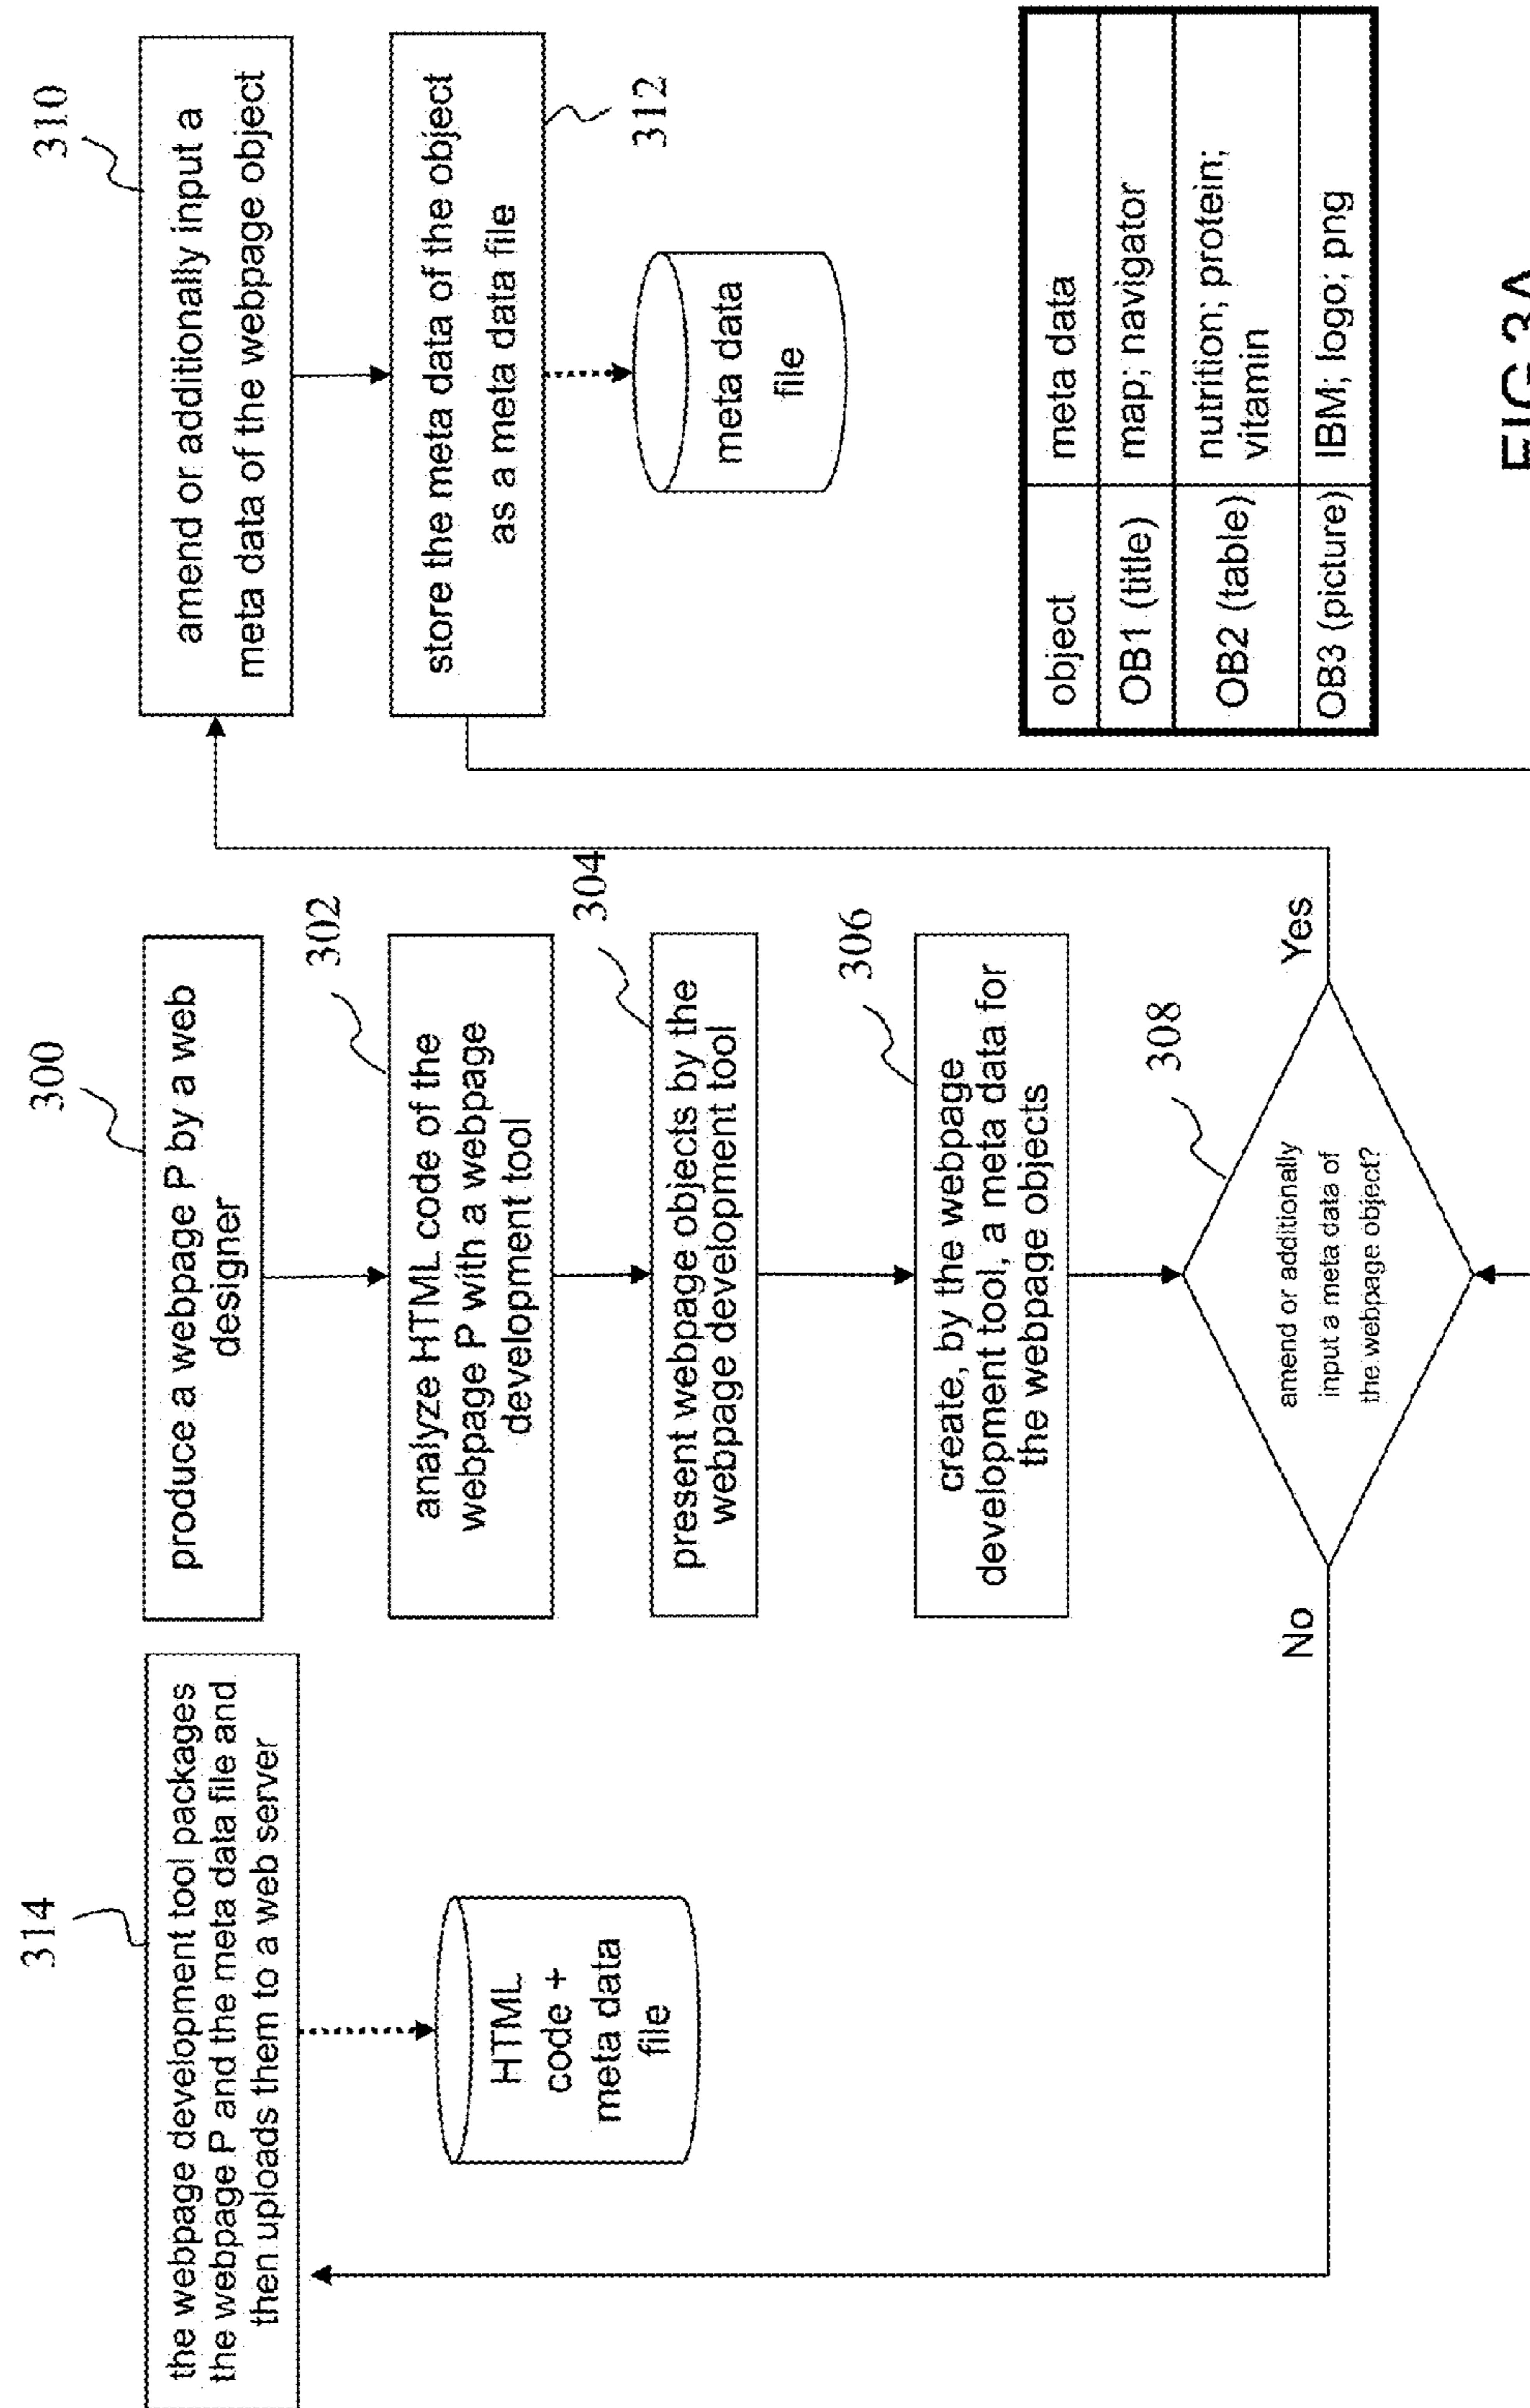 314
the webpage development tool packages
the webpage P and the meta data file and
then uploads them to a web server
HTML
code +
meta data
file
300
produce a webpage P by a web
designer
302
analyze HTML code of the
webpage P with a webpage
development tool
304
present webpage objects by the
webpage development tool
306
create, by the webpage
development tool, a meta data for
the webpage objects
308
amend or additionally
input a meta data of
the webpage object?
No
Yes
310
amend or additionally input a
meta data of the webpage object
312
store the meta data of the object
as a meta data file
meta data
file
object meta data
OB1 (title) map; navigator
OB2 (table) nutrition; protein;
vitamin
OB3 (picture) IBM; logo; png
FIG 3A